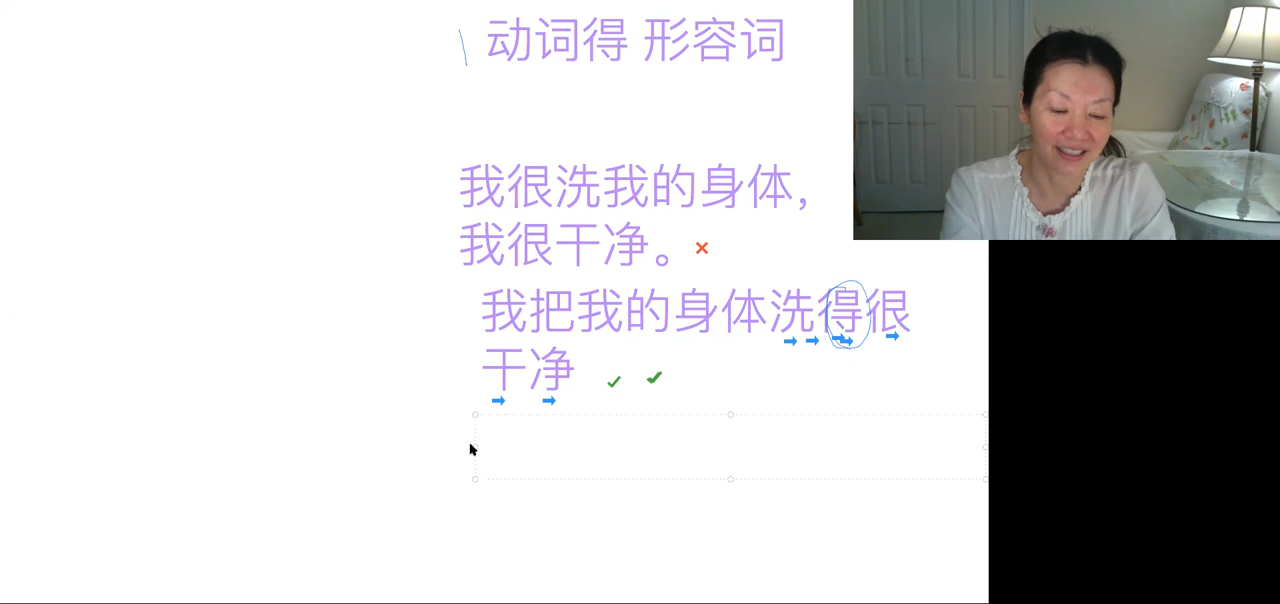 动词得 形容词
我很洗我的身体,
我很干净。
我把我的身体洗得很
干净